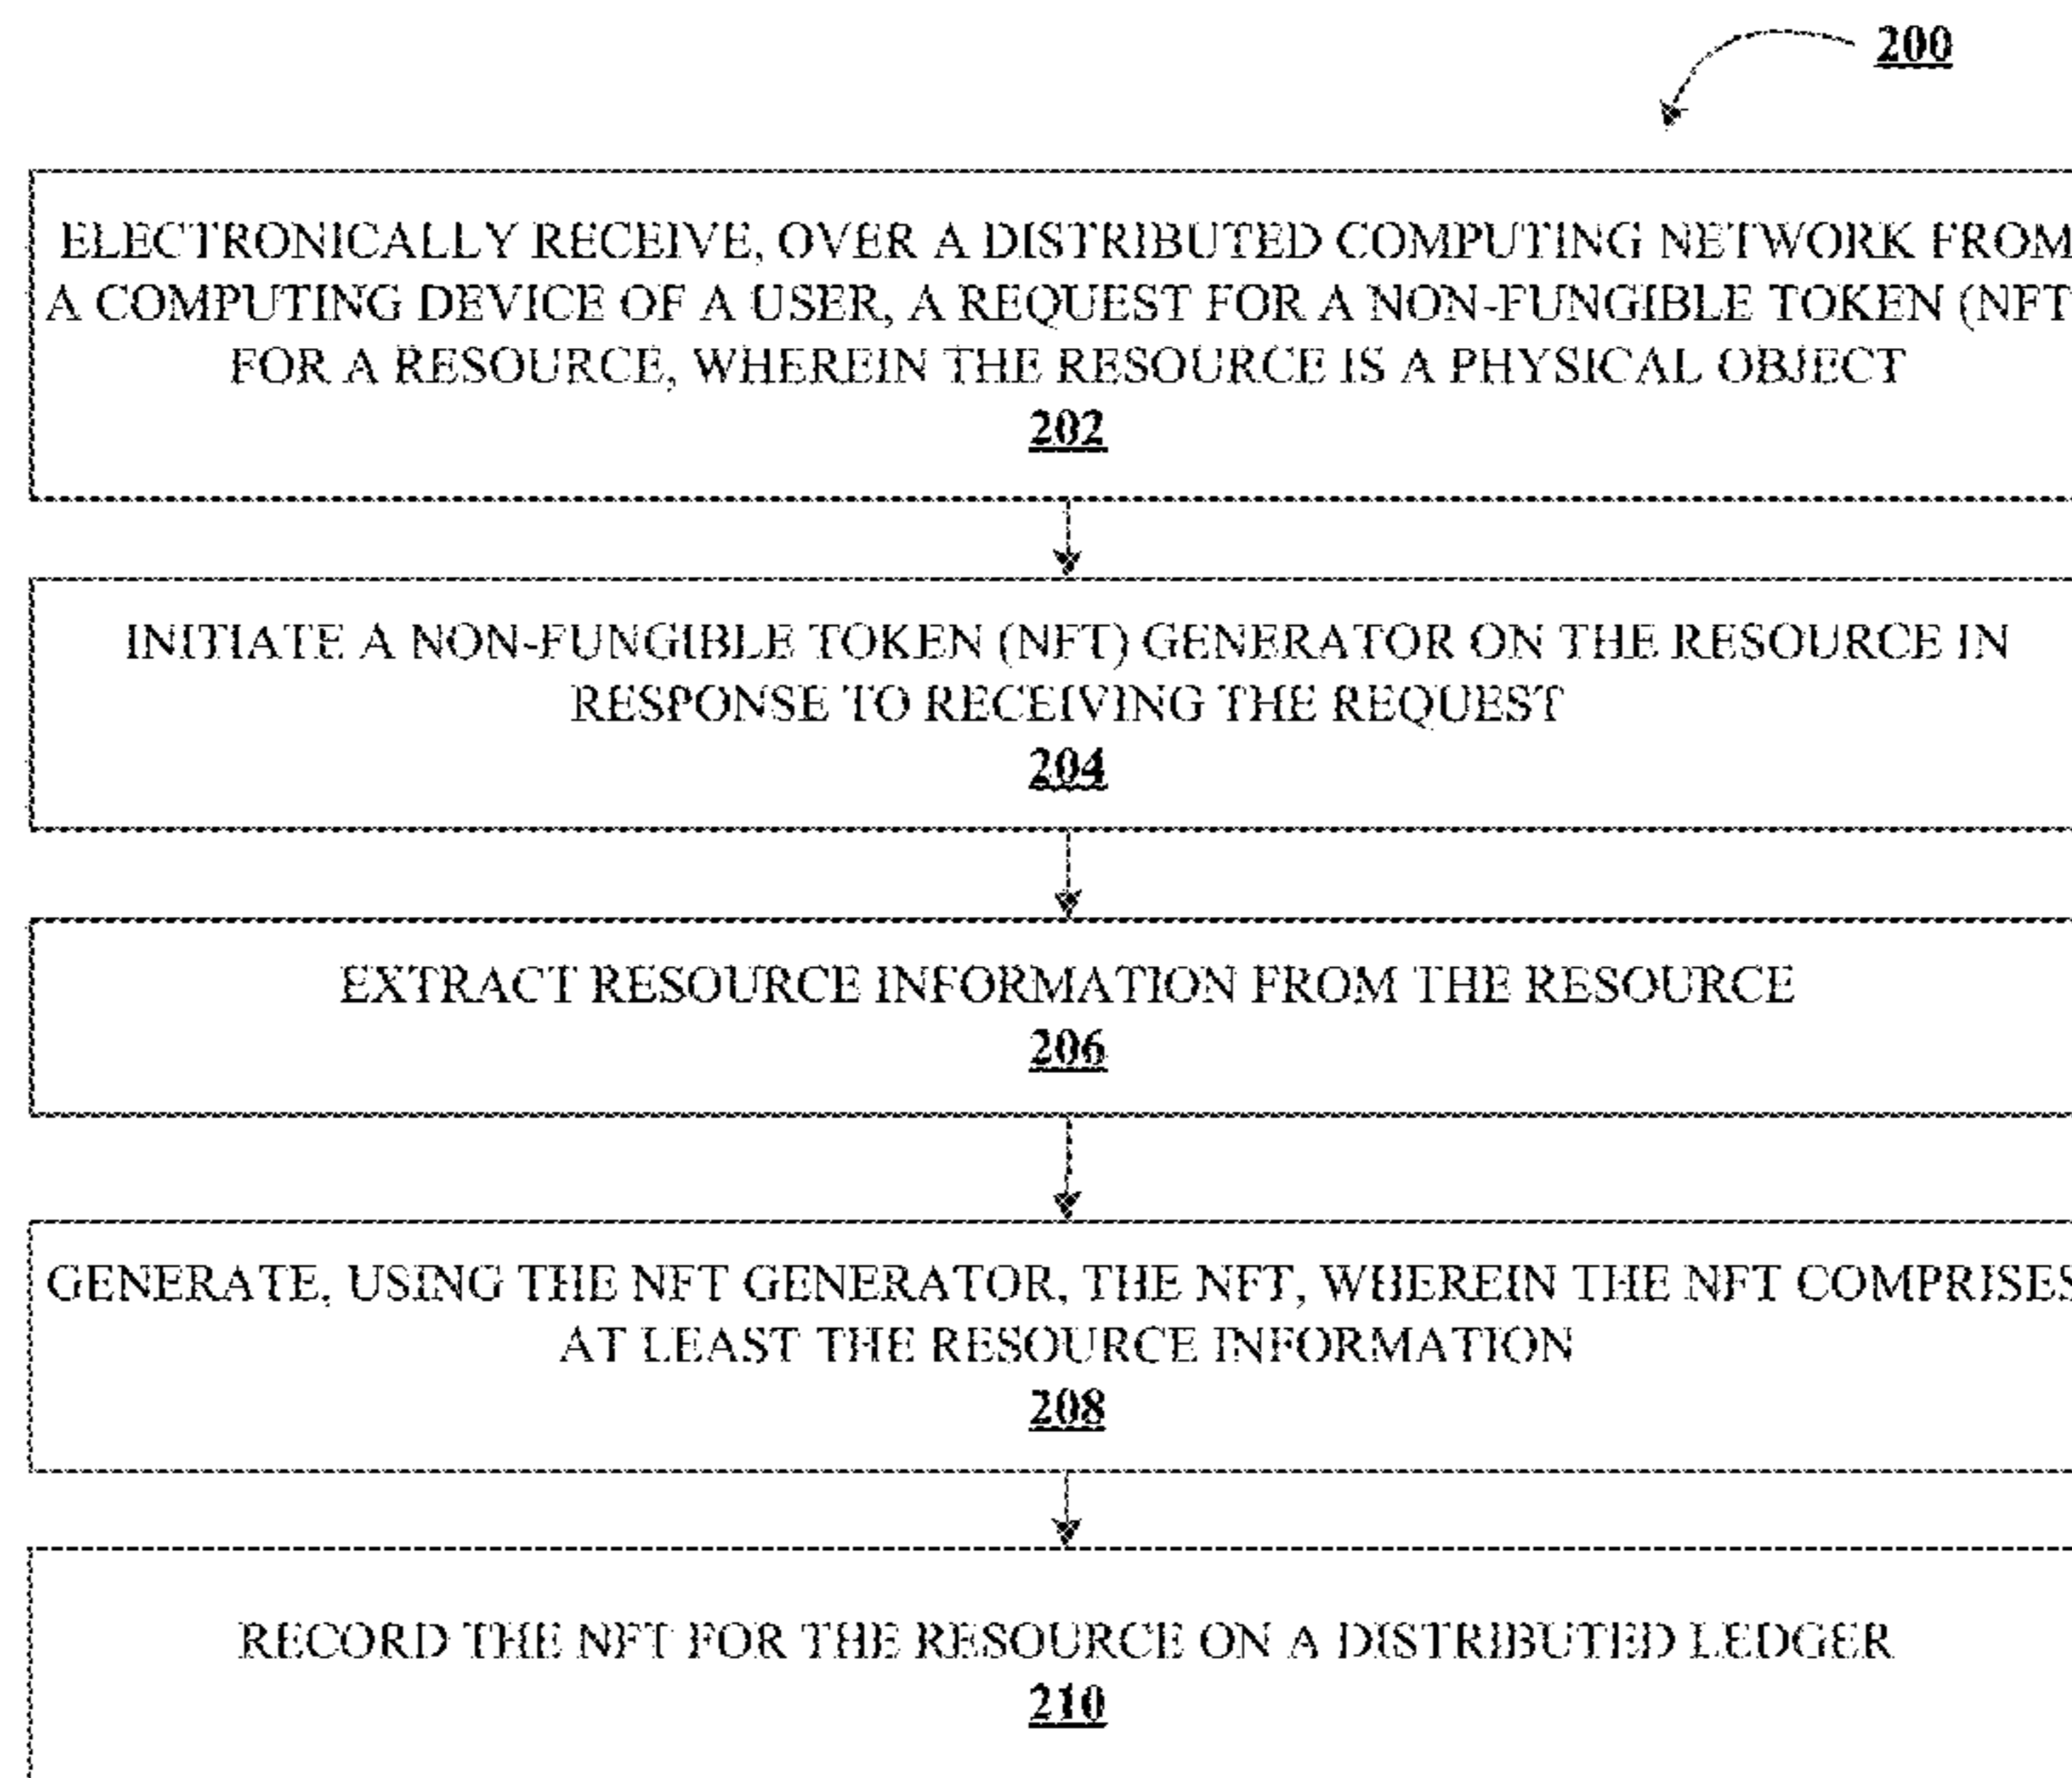 200
ELECTRONICALLY RECEIVE, OVER A DISTRIBUTED COMPUTING NETWORK FROM
A COMPUTING DEVICE OF A USER, A REQUEST FOR A NON-FUNGIBLE TOKEN (NFT
FOR A RESOURCE, WHEREIN THE RESOURCE IS A PHYSICAL OBJECT
202
INITIATE A NON-FUNGIBLE TOKEN (NFT) GENERATOR ON THE RESOURCE IN
RESPONSE TO RECEIVING THE REQUEST
204
EXTRACT RESOURCE INFORMATION FROM THE RESOURCE
206
GENERATE, USING THE NFT GENERATOR, THE NFT, WHEREIN THE NFT COMPRISES
AT LEAST THE RESOURCE INFORMATION
208
RECORD THE NFT FOR THE RESOURCE ON A DISTRIBUTED LEDGER
210